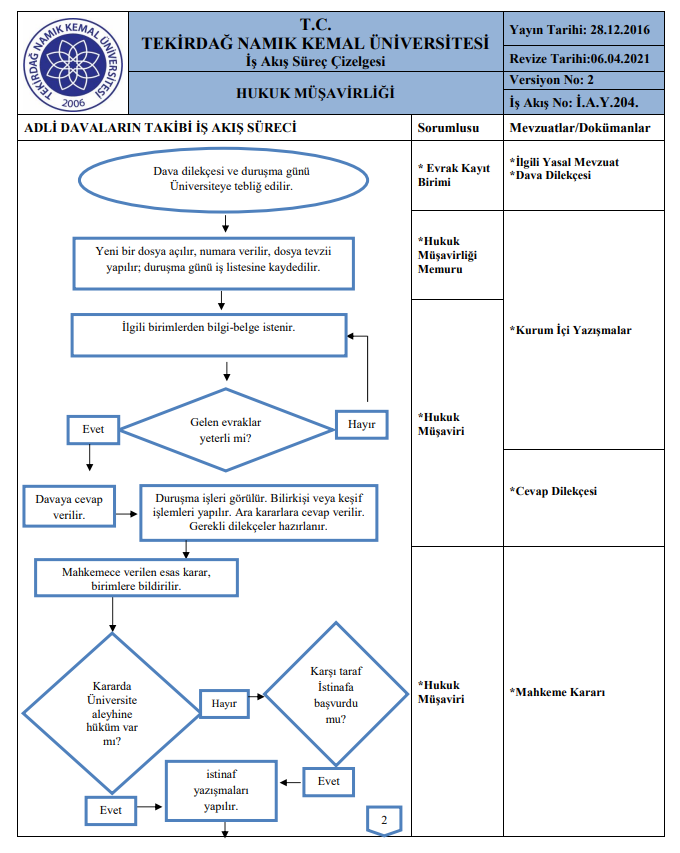 TEKİRDAĞ NAMIK KEMAL ÜNİVERSİTESİ
2006
T.C.
TEKİRDAĞ NAMIK KEMAL ÜNİVERSİTESİ
İş Akış Süreç Çizelgesi
HUKUK MÜŞAVİRLİĞİ
Yayın Tarihi: 28.12.2016
Revize Tarihi:06.04.2021
Versiyon No: 2
İş Akış No: İ.A.Y.204.
ADLİ DAVALARIN TAKİBİ İŞ AKIŞ SÜRECİ
Sorumlusu
Mevzuatlar/Dokümanlar
Dava dilekçesi ve duruşma günü
Üniversiteye tebliğ edilir.
* Evrak Kayıt
Birimi
*İlgili Yasal Mevzuat
*Dava Dilekçesi
Yeni bir dosya açılır, numara verilir, dosya tevzii
yapılır; duruşma günü iş listesine kaydedilir.
*Hukuk
Müşavirliği
Memuru
İlgili birimlerden bilgi-belge istenir.
*Kurum İçi Yazışmalar
Gelen evraklar
yeterli mi?
Evet
Hayır
*Hukuk
Müşaviri
Davaya cevap
verilir.
Duruşma işleri görülür. Bilirkişi veya keşif
işlemleri yapılır. Ara kararlara cevap verilir.
Gerekli dilekçeler hazırlanır.
*Cevap Dilekçesi
Mahkemece verilen esas karar,
birimlere bildirilir.
Kararda
Üniversite
aleyhine
hüküm var
mı?
Hayır
Karşı taraf
İstinafa
başvurdu
mu?
*Hukuk
Müşaviri
*Mahkeme Kararı
Evet
istinaf
yazışmaları
yapılır.
Evet
2